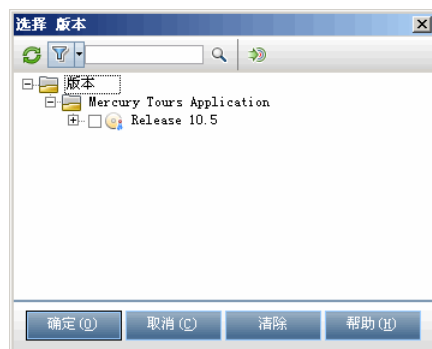 选择 版本
版本
Mercury Tours Application
Release 10.5
确定(O) 取消(C) 清除 帮助(H)